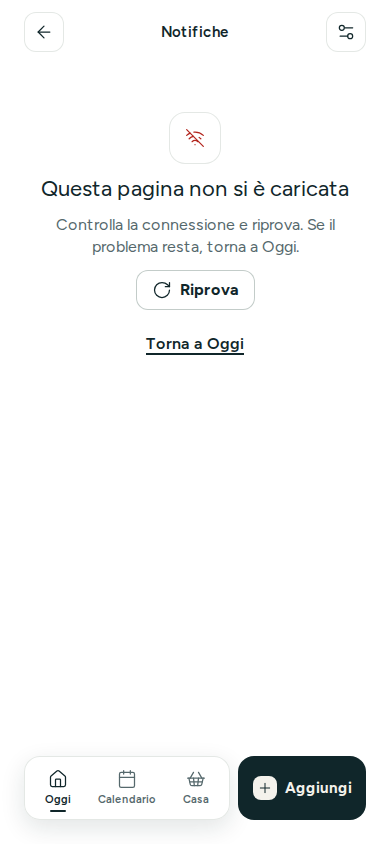 Notifiche
Questa pagina non si è caricata
Controlla la connessione e riprova. Se il
problema resta, torna a Oggi.
Riprova
Torna a Oggi
Oggi
Calendario
Casa
Aggiungi